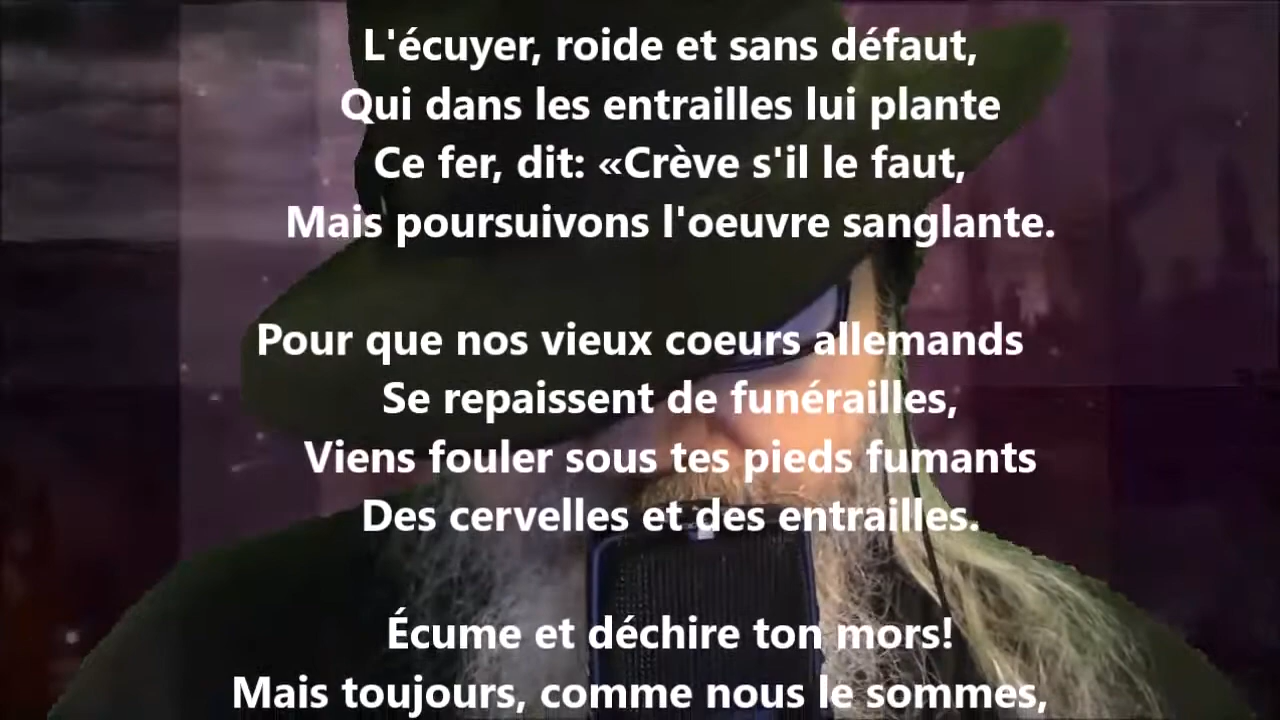 L'écuyer, roide et sans défaut,
Qui dans les entrailles lui plante
Ce fer, dit: «Crève s'il le faut,
Mais poursuivons l'oeuvre sanglante.
Pour que nos vieux coeurs allemands
Se repaissent de funérailles,
Viens fouler sous tes pieds fumants
Des cervelles et des entrailles.
Écume et déchire ton mors!
Mais toujours, comme nous le sommes,